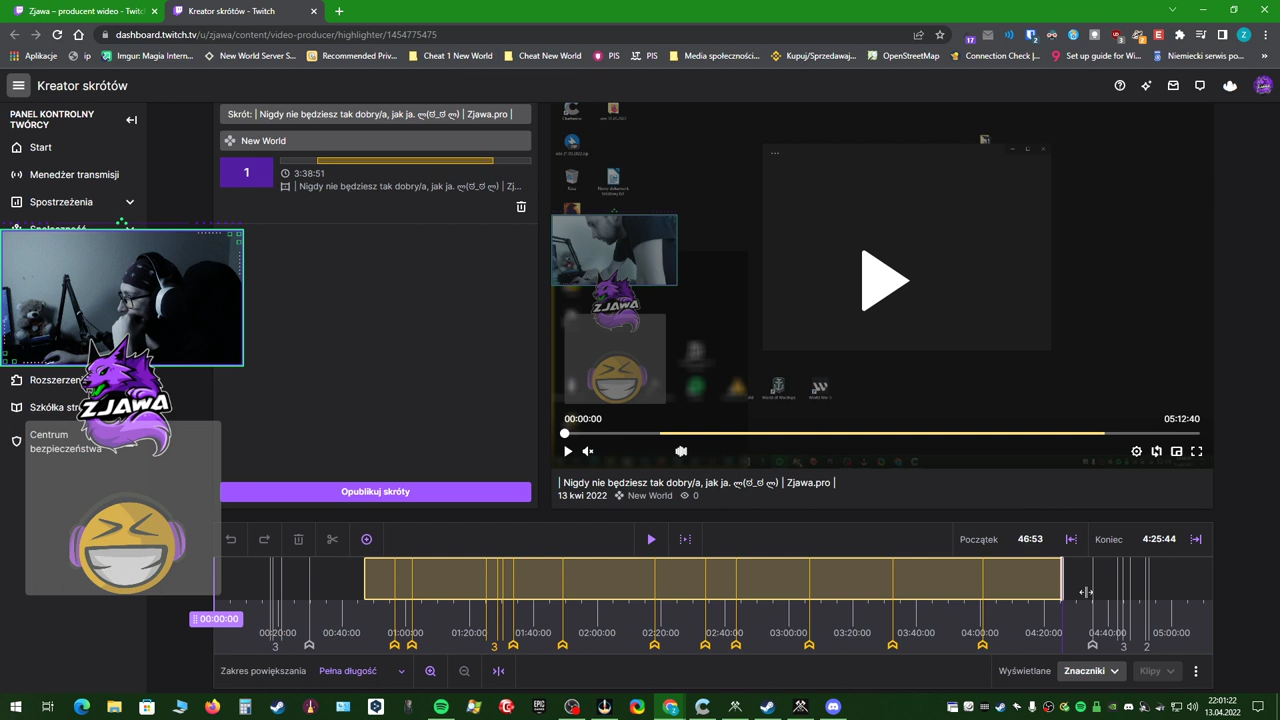 Zjawa – producent wideo - Twitch
Kreator skrótów - Twitch
dashboard.twitch.tv/u/zjawa/content/video-producer/highlighter/1454775475
Aplikacje
ip
Imgur: Magia Intern...
New World Server S...
Recommended Priv...
Cheat 1 New World
Cheat New World
PIS
PIS
Media społeczności...
Kupuj/Sprzedawaj...
OpenStreetMap
Connection Check |...
Set up guide for Wi...
Niemiecki serwis po...
Kreator skrótów
PANEL KONTROLNY
TWÓRCY
Start
Menedżer transmisji
Spostrzeżenia
Skrót: | Nigdy nie będziesz tak dobry/a, jak ja. ლ(ಠ_ಠ ლ) | Zjawa.pro |
New World
1
3:38:51
| Nigdy nie będziesz tak dobry/a, jak ja. ლ(ಠ_ಠ ლ) | Zj...
ZJAWA
Centrum
bezpieczeństwa
Opublikuj skróty
ZJAWA
00:00:00
05:12:40
| Nigdy nie będziesz tak dobry/a, jak ja. ლ(ಠ_ಠ ლ) | Zjawa.pro |
13 kwi 2022
New World
0
Początek
46:53
Koniec
4:25:44
00:00:00
00:20:00
00:40:00
01:00:00
01:20:00
01:40:00
02:00:00
02:20:00
02:40:00
03:00:00
03:20:00
03:40:00
04:00:00
04:20:00
04:40:00
05:00:00
3
3
3
2
Zakres powiększania
Pełna długość
Wyświetlane
Znaczniki
Klipy
22:01:22
13.04.2022